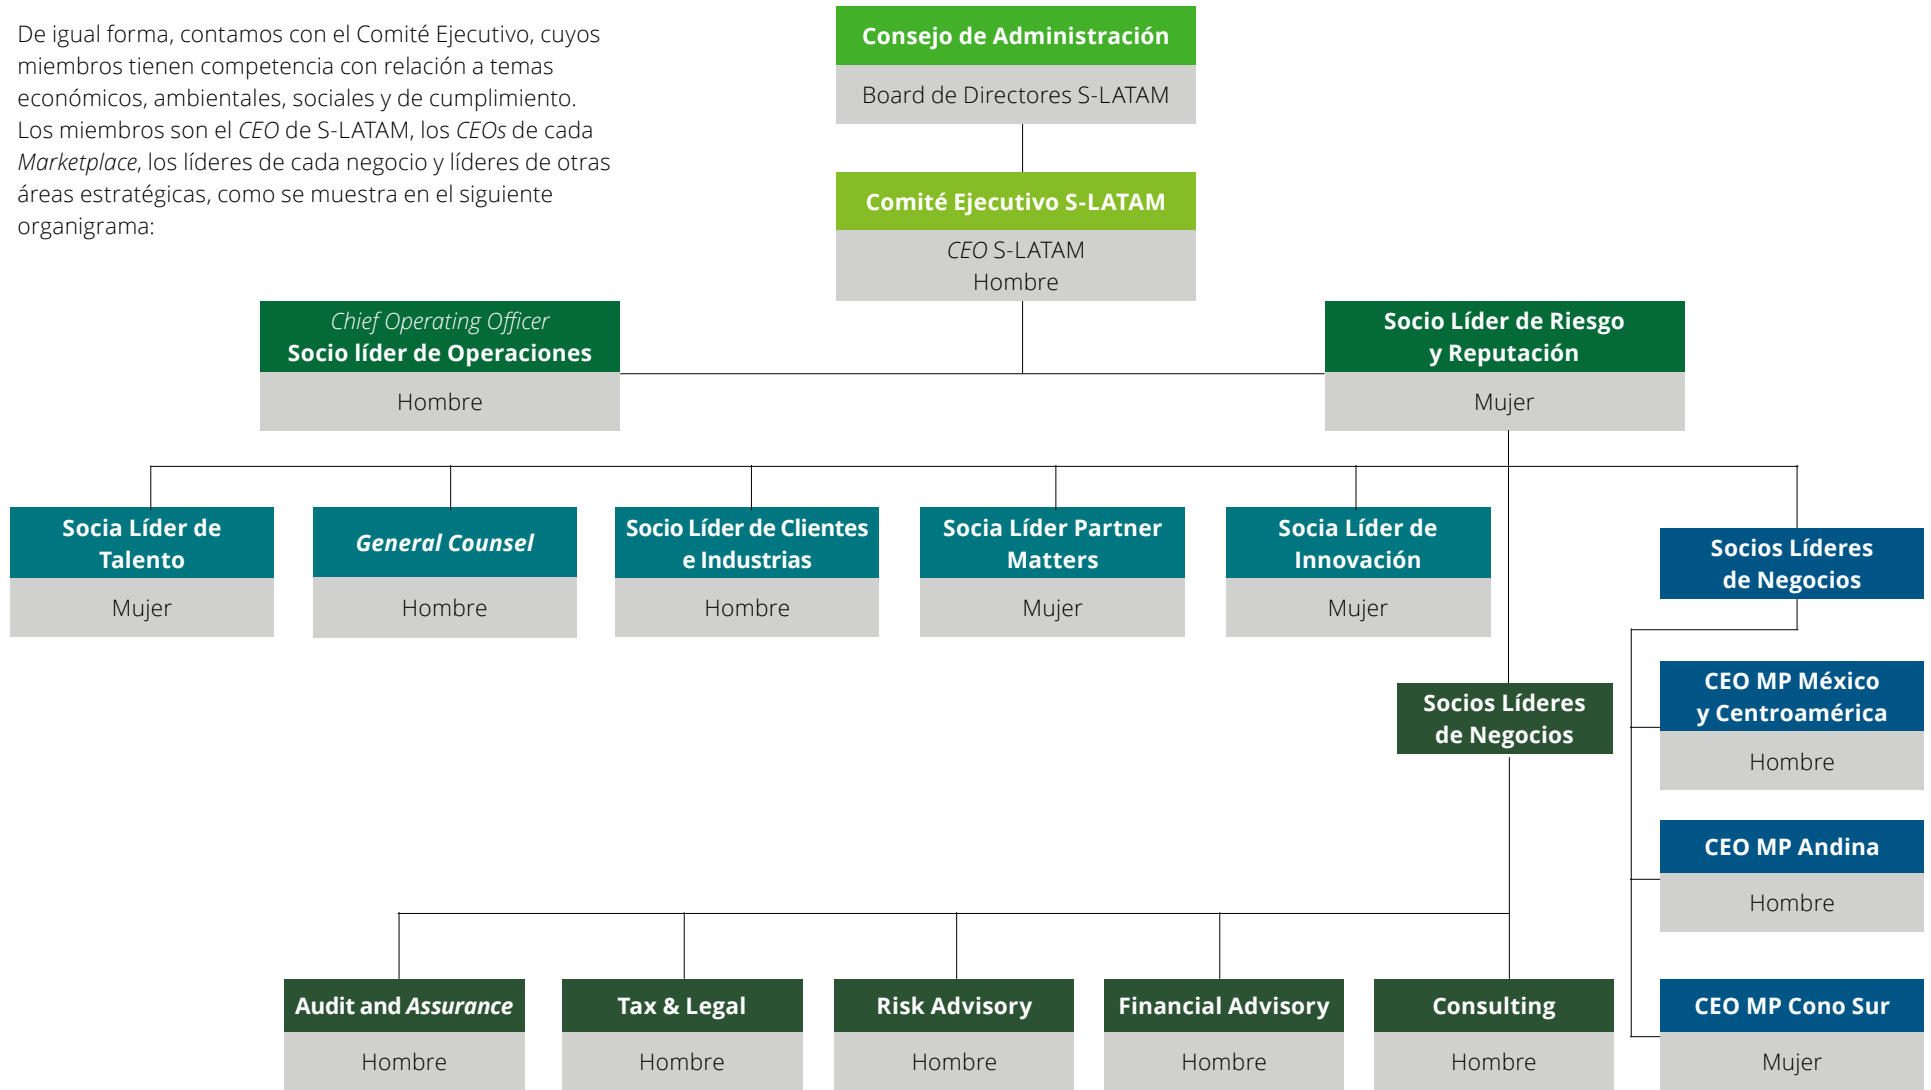 De igual forma, contamos con el Comité Ejecutivo, cuyos
miembros tienen competencia con relación a temas
económicos, ambientales, sociales y de cumplimiento.
Los miembros son el CEO de S-LATAM, los CEOs de cada
Marketplace, los líderes de cada negocio y líderes de otras
áreas estratégicas, como se muestra en el siguiente
organigrama:
Consejo de Administración
Board de Directores S-LATAM
Comité Ejecutivo S-LATAM
CEO S-LATAM
Hombre
Chief Operating Officer
Socio líder de Operaciones
Hombre
Socio Líder de Riesgo
y Reputación
Mujer
Socia Líder de
Talento
Mujer
General Counsel
Hombre
Socio Líder de Clientes
e Industrias
Hombre
Socia Líder Partner
Matters
Mujer
Socia Líder de
Innovación
Mujer
Socios Líderes
de Negocios
CEO MP México
y Centroamérica
Hombre
CEO MP Andina
Hombre
CEO MP Cono Sur
Mujer
Socios Líderes
de Negocios
Audit and Assurance
Hombre
Tax & Legal
Hombre
Risk Advisory
Hombre
Financial Advisory
Hombre
Consulting
Hombre